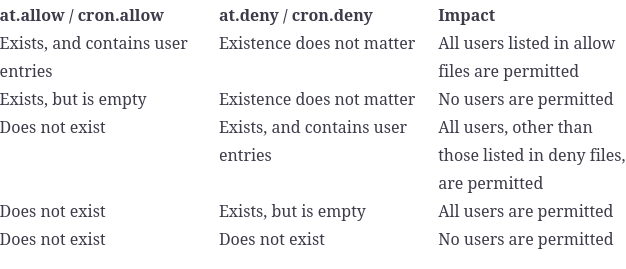 at.allow / cron.allow at.deny / cron.deny Impact
Exists, and contains user Existence does not matter All users listed in allow
entries files are permitted
Exists, but is empty Existence does not matter No users are permitted
Does not exist Exists, and contains user All users, other than
entries those listed in deny files,
are permitted
Does not exist Exists, but is empty All users are permitted
Does not exist Does not exist No users are permitted